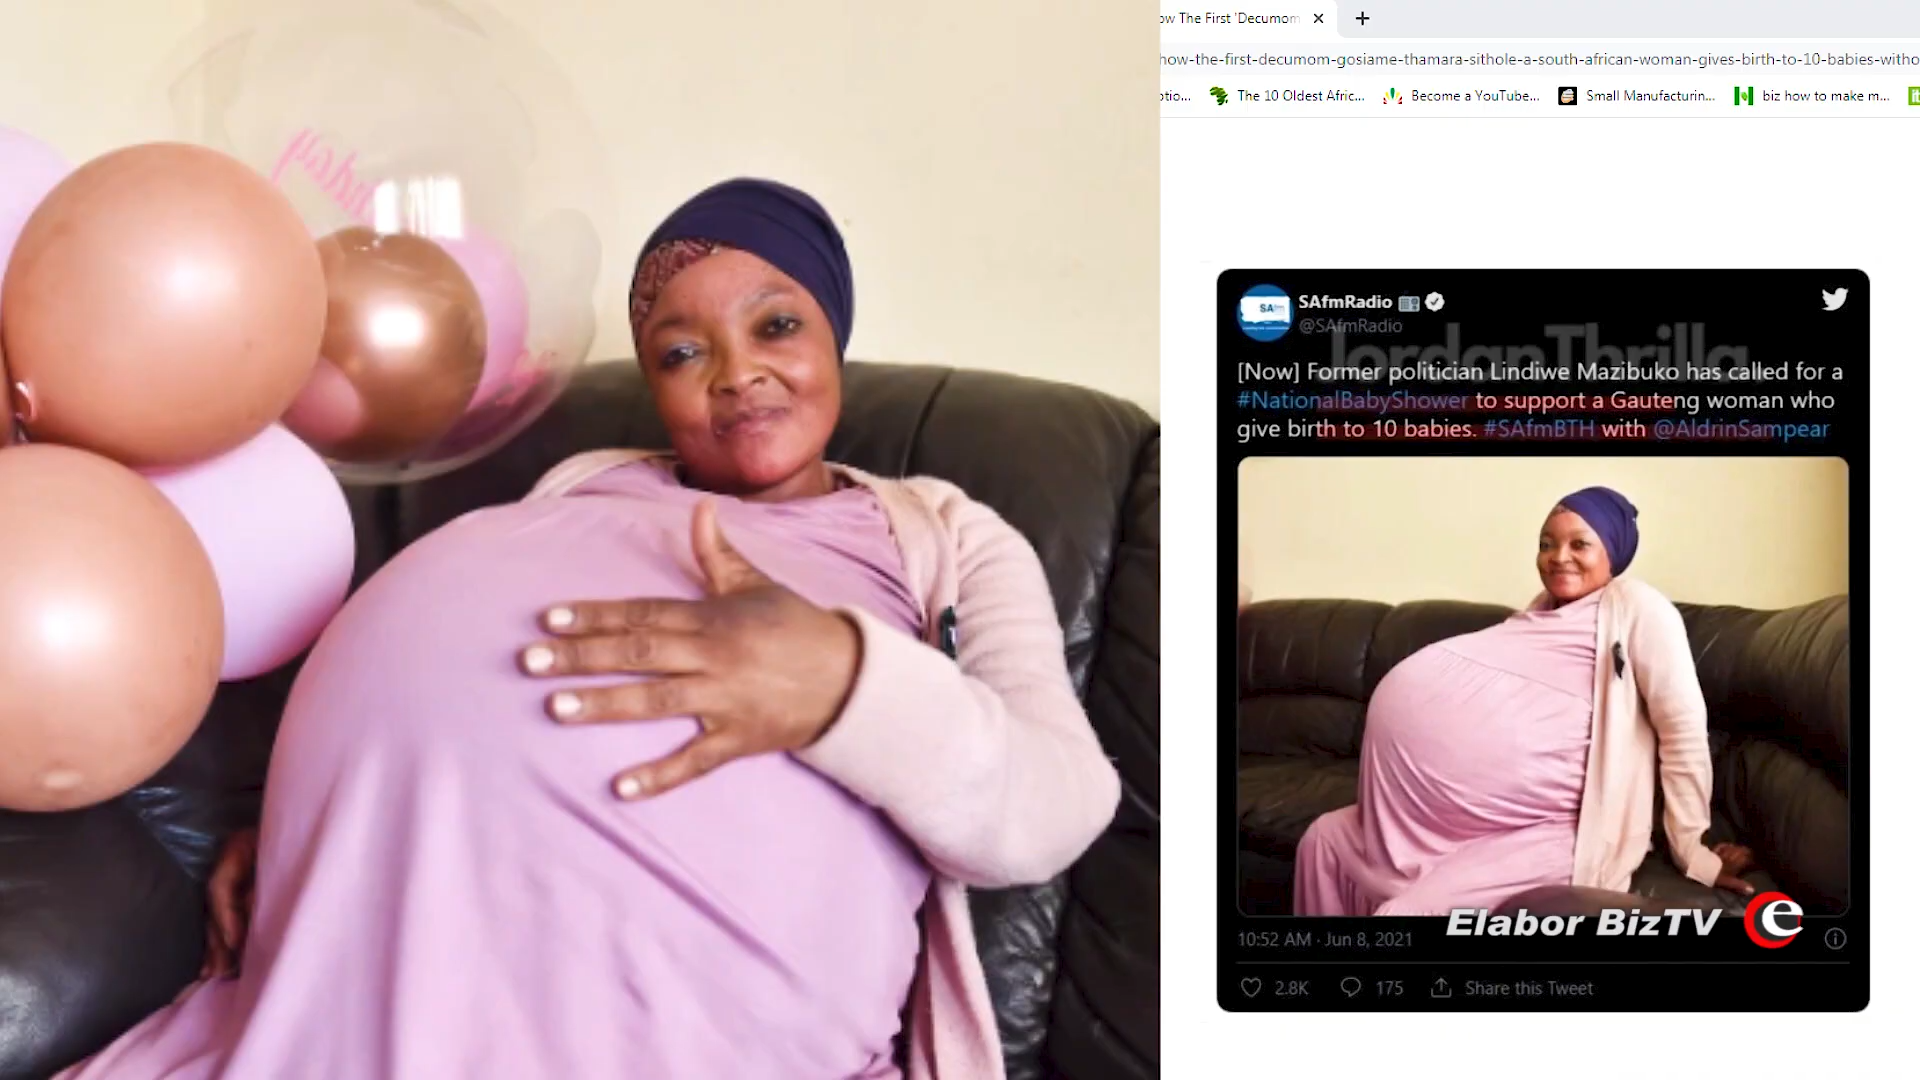 ow The First 'Decumom
how-the-first-decumom-gosiame-thamara-sithole-a-south-african-woman-gives-birth-to-10-babies-witho
otio... The 10 Oldest Afric... Become a YouTube... Small Manufacturin... biz how to make m...
SA
SAfmRadio
@SAfmRadio
JordanThrilla
[Now] Former politician Lindiwe Mazibuko has called for a
#NationalBabyShower to support a Gauteng woman who
give birth to 10 babies. #SAfmBTH with @AldrinSampear
Elabor BizTV e
10:52 AM · Jun 8, 2021
2.8K 175 Share this Tweet